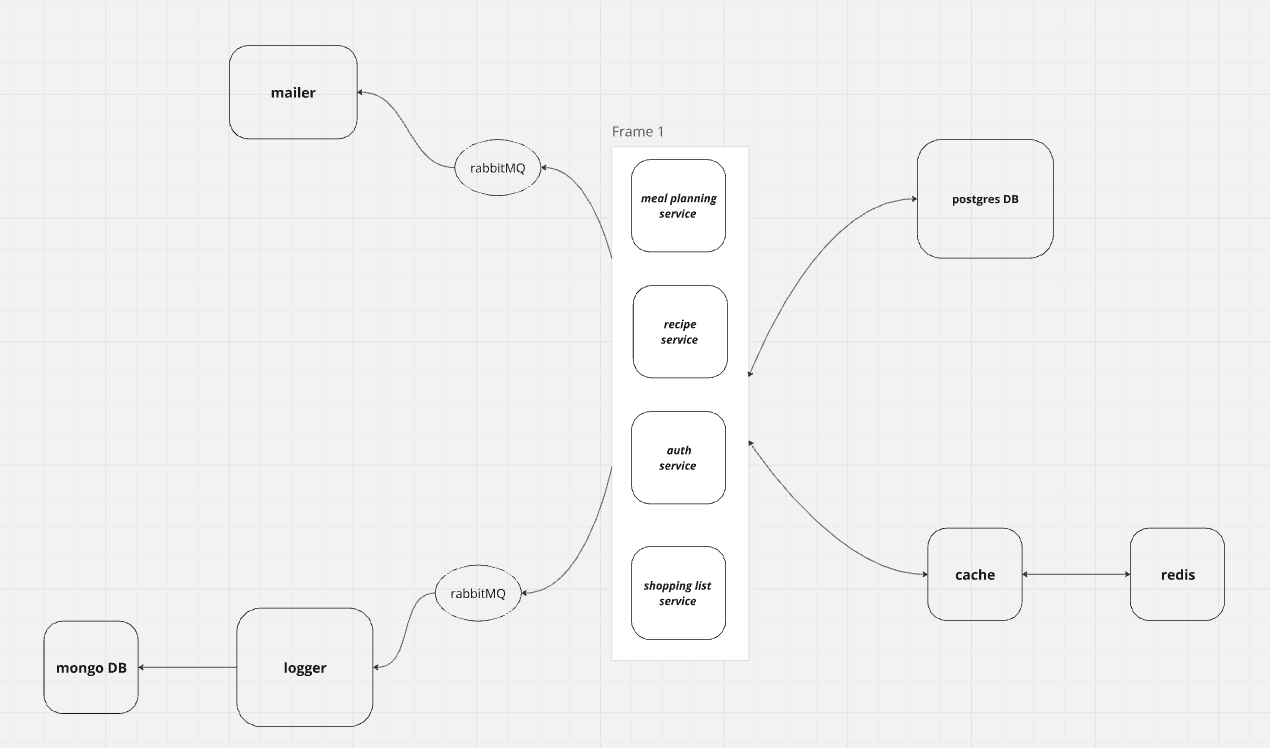 mailer
rabbitMQ
Frame 1
meal planning
service
recipe
service
auth
service
shopping list
service
postgres DB
cache
redis
rabbitMQ
logger
mongo DB